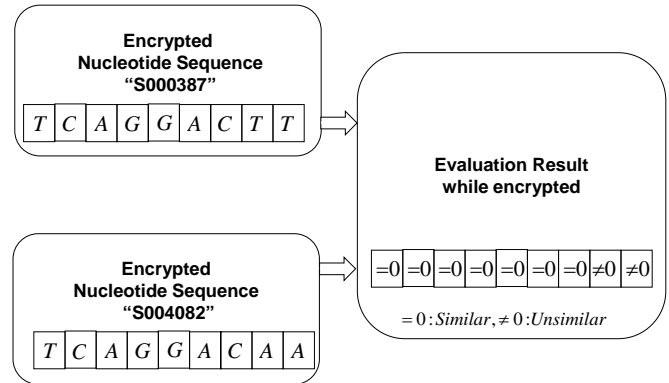 Encrypted
Nucleotide Sequence
“S000387”
T C A G G A C T T
Evaluation Result
while encrypted
=0 =0 =0 =0 =0 =0 =0 ≠0 ≠0
= 0 : Similar, ≠ 0 : Unsimilar
Encrypted
Nucleotide Sequence
“S004082”
T C A G G A C A A